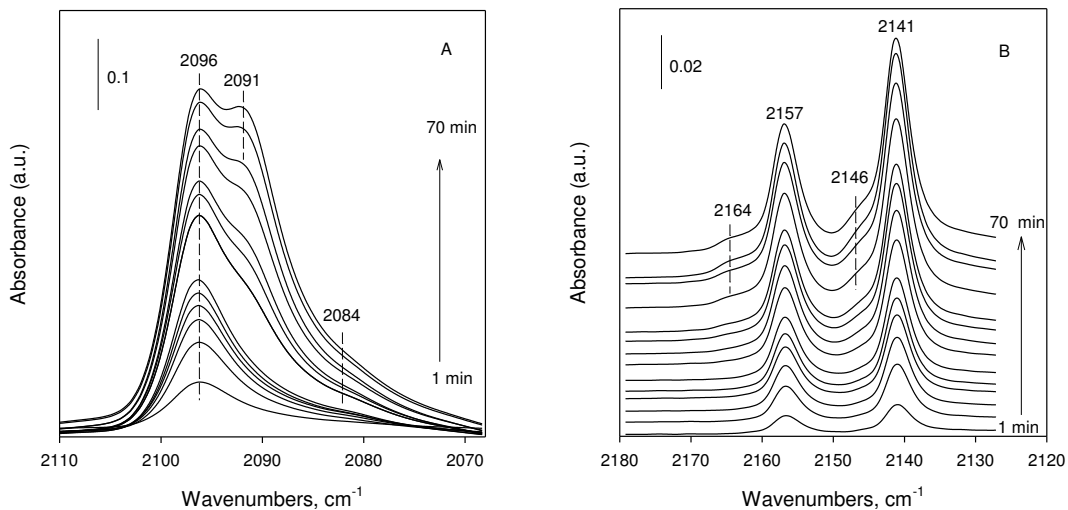 A
2096
2091
0.1
70 min
2084
1 min
Absorbance (a.u.)
2110 2100 2090 2080 2070
Wavenumbers, cm⁻¹
B
2141
0.02
2157
2146
2164
70 min
1 min
Absorbance (a.u.)
2180 2170 2160 2150 2140 2130 2120
Wavenumbers, cm⁻¹